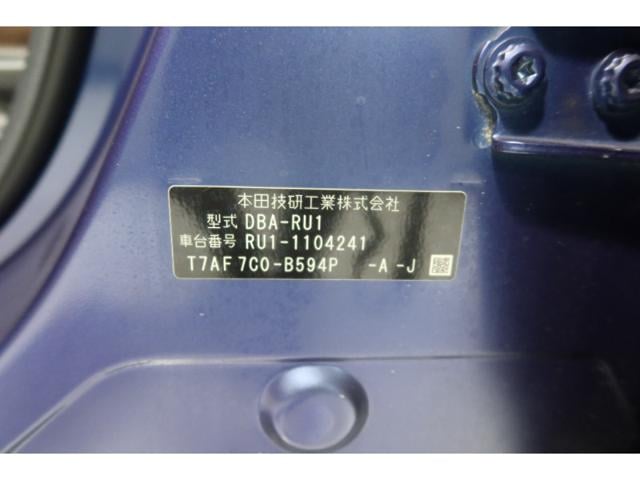 本田技研工業株式会社
型式 DBA-RU1
車台番号 RU1-1104241
T7AF 7C0-B594P -A -J